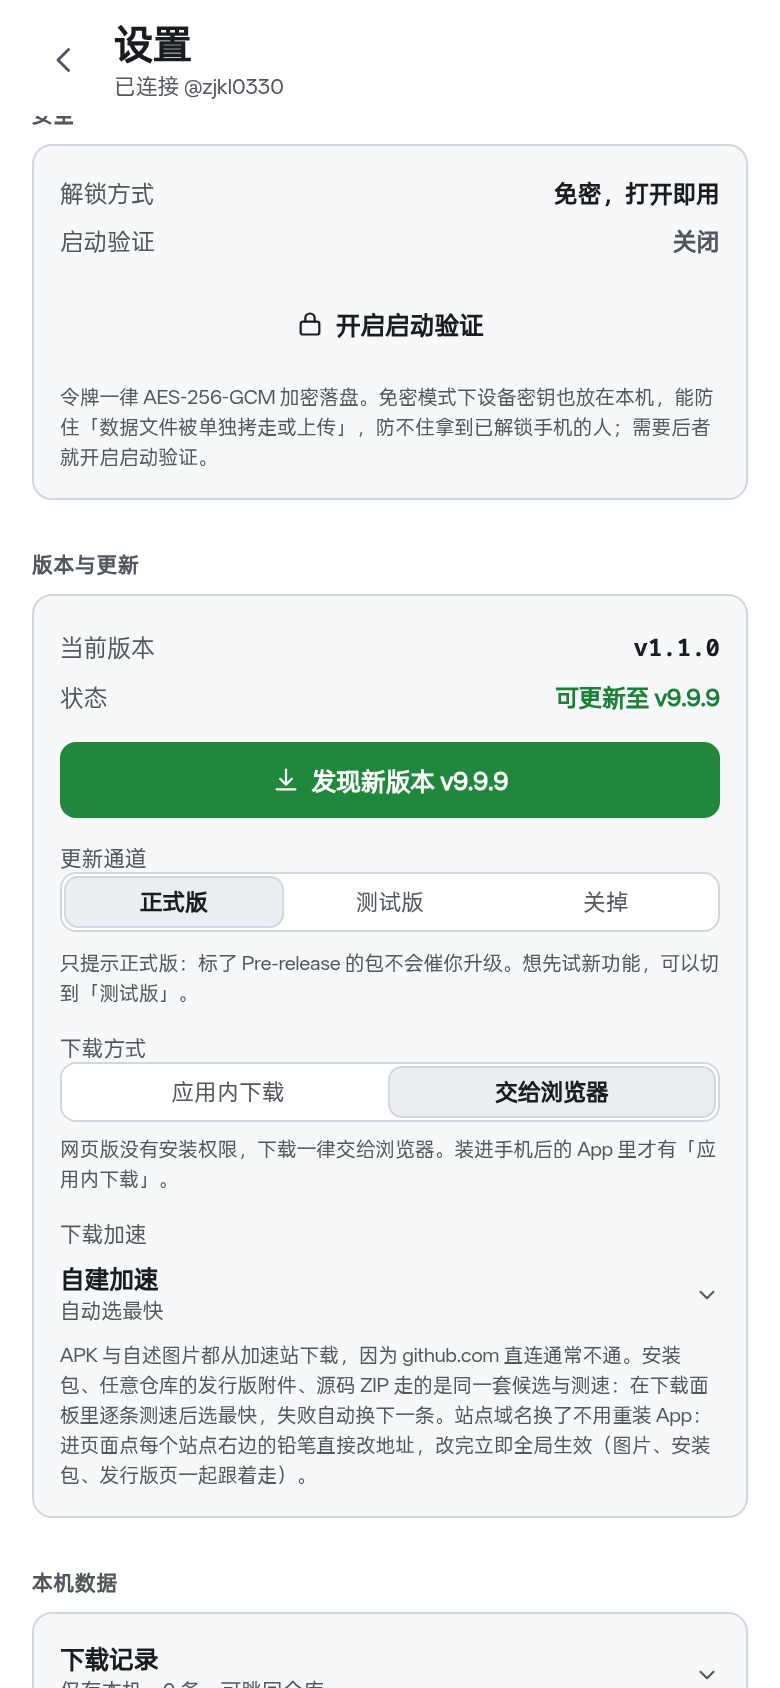 设置
已连接 @zjkl0330
安全
解锁方式
免密，打开即用
启动验证
关闭
开启启动验证
令牌一律 AES-256-GCM 加密落盘。免密模式下设备密钥也放在本机，能防
住「数据文件被单独拷走或上传」，防不住拿到已解锁手机的人；需要后者
就开启启动验证。
版本与更新
当前版本
v1.1.0
状态
可更新至 v9.9.9
发现新版本 v9.9.9
更新通道
正式版
测试版
关掉
只提示正式版：标了 Pre-release 的包不会催你升级。想先试新功能，可以切
到「测试版」。
下载方式
应用内下载
交给浏览器
网页版没有安装权限，下载一律交给浏览器。装进手机后的 App 里才有「应
用内下载」。
下载加速
自建加速
自动选最快
APK 与自述图片都从加速站下载，因为 github.com 直连通常不通。安装
包、任意仓库的发行版附件、源码 ZIP 走的是同一套候选与测速：在下载面
板里逐条测速后选最快，失败自动换下一条。站点域名换了不用重装 App：
进页面点每个站点右边的铅笔直接改地址，改完立即全局生效（图片、安装
包、发行版页一起跟着走）。
本机数据
下载记录